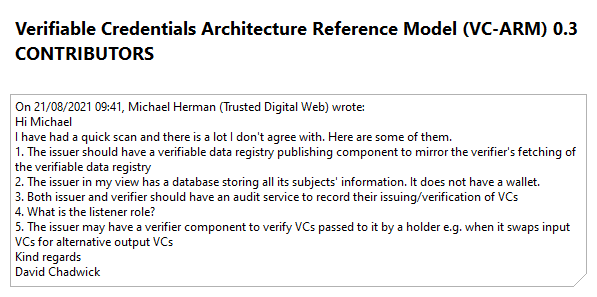 Verifiable Credentials Architecture Reference Model (VC-ARM) 0.3
CONTRIBUTORS
On 21/08/2021 09:41, Michael Herman (Trusted Digital Web) wrote:
Hi Michael
I have had a quick scan and there is a lot I don't agree with. Here are some of them.
1. The issuer should have a verifiable data registry publishing component to mirror the verifier's fetching of
the verifiable data registry
2. The issuer in my view has a database storing all its subjects' information. It does not have a wallet.
3. Both issuer and verifier should have an audit service to record their issuing/verification of VCs
4. What is the listener role?
5. The issuer may have a verifier component to verify VCs passed to it by a holder e.g. when it swaps input
VCs for alternative output VCs
Kind regards
David Chadwick